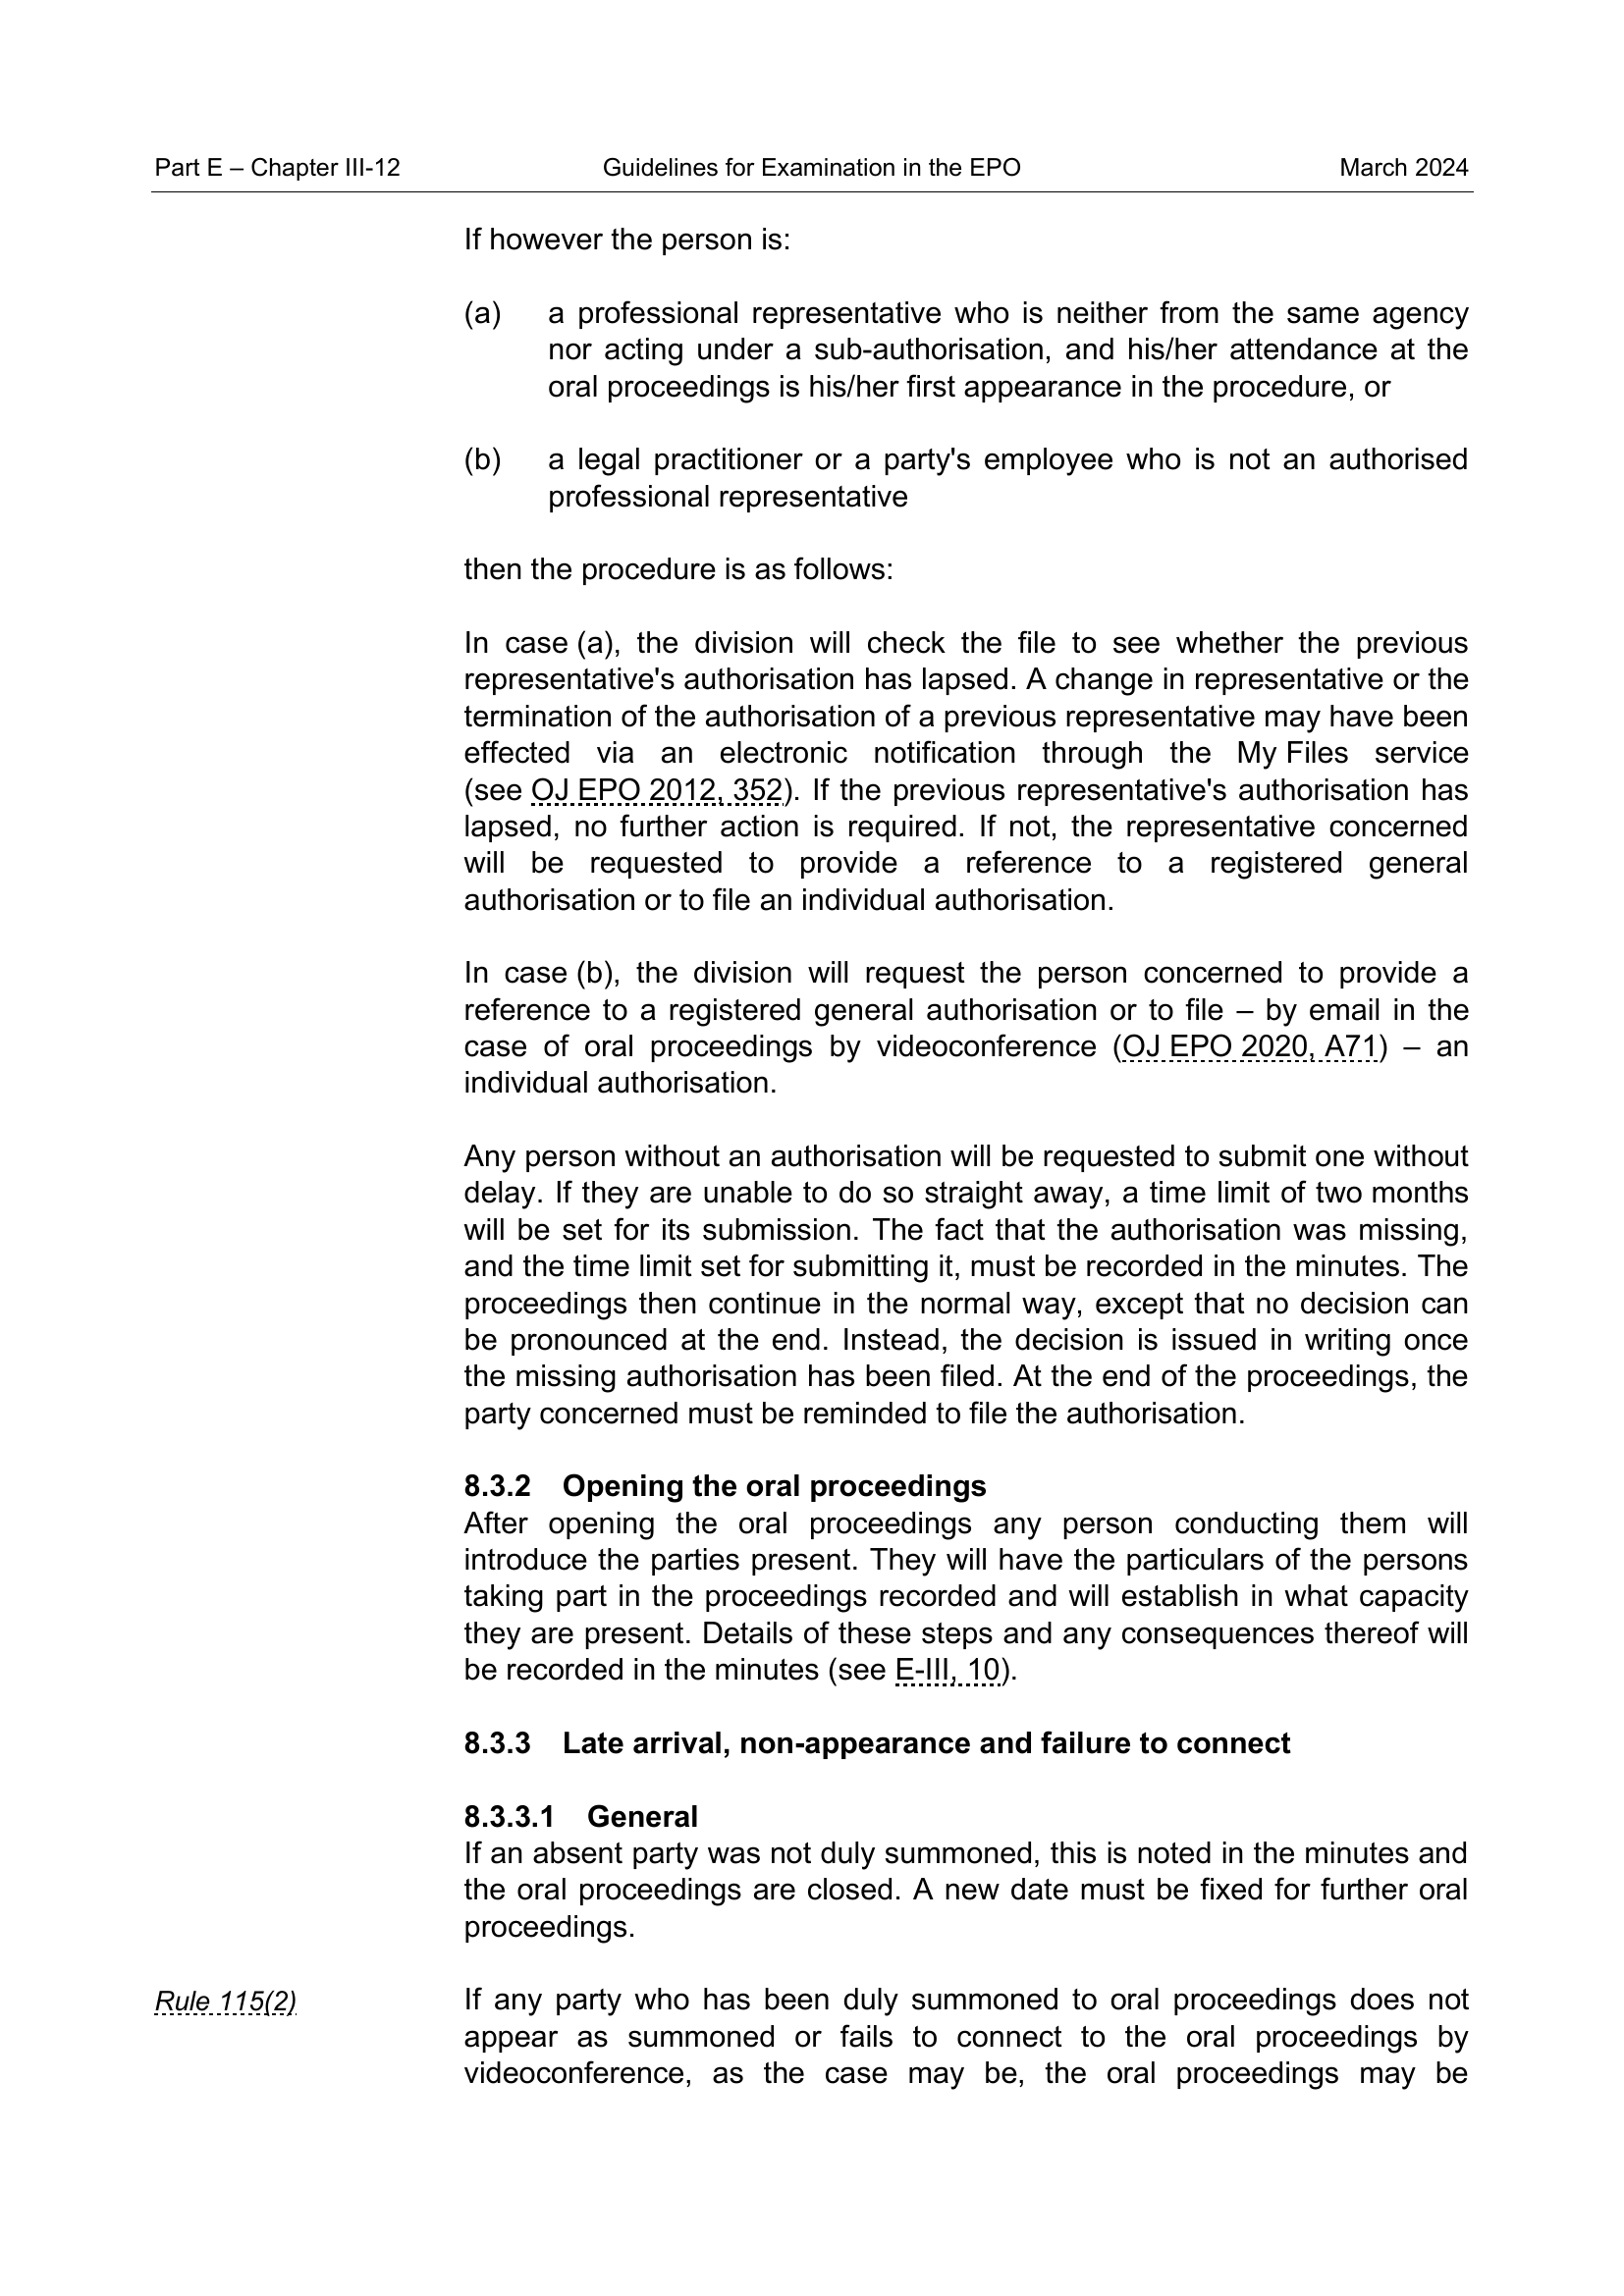 Part E – Chapter III-12 Guidelines for Examination in the EPO March 2024
If however the person is:
(a) a professional representative who is neither from the same agency
nor acting under a sub-authorisation, and his/her attendance at the
oral proceedings is his/her first appearance in the procedure, or
(b) a legal practitioner or a party's employee who is not an authorised
professional representative
then the procedure is as follows:
In case (a), the division will check the file to see whether the previous
representative's authorisation has lapsed. A change in representative or the
termination of the authorisation of a previous representative may have been
effected via an electronic notification through the My Files service
(see OJ EPO 2012, 352). If the previous representative's authorisation has
lapsed, no further action is required. If not, the representative concerned
will be requested to provide a reference to a registered general
authorisation or to file an individual authorisation.
In case (b), the division will request the person concerned to provide a
reference to a registered general authorisation or to file – by email in the
case of oral proceedings by videoconference (OJ EPO 2020, A71) – an
individual authorisation.
Any person without an authorisation will be requested to submit one without
delay. If they are unable to do so straight away, a time limit of two months
will be set for its submission. The fact that the authorisation was missing,
and the time limit set for submitting it, must be recorded in the minutes. The
proceedings then continue in the normal way, except that no decision can
be pronounced at the end. Instead, the decision is issued in writing once
the missing authorisation has been filed. At the end of the proceedings, the
party concerned must be reminded to file the authorisation.
8.3.2 Opening the oral proceedings
After opening the oral proceedings any person conducting them will
introduce the parties present. They will have the particulars of the persons
taking part in the proceedings recorded and will establish in what capacity
they are present. Details of these steps and any consequences thereof will
be recorded in the minutes (see E-III, 10).
8.3.3 Late arrival, non-appearance and failure to connect
8.3.3.1 General
If an absent party was not duly summoned, this is noted in the minutes and
the oral proceedings are closed. A new date must be fixed for further oral
proceedings.
Rule 115(2) If any party who has been duly summoned to oral proceedings does not
appear as summoned or fails to connect to the oral proceedings by
videoconference, as the case may be, the oral proceedings may be